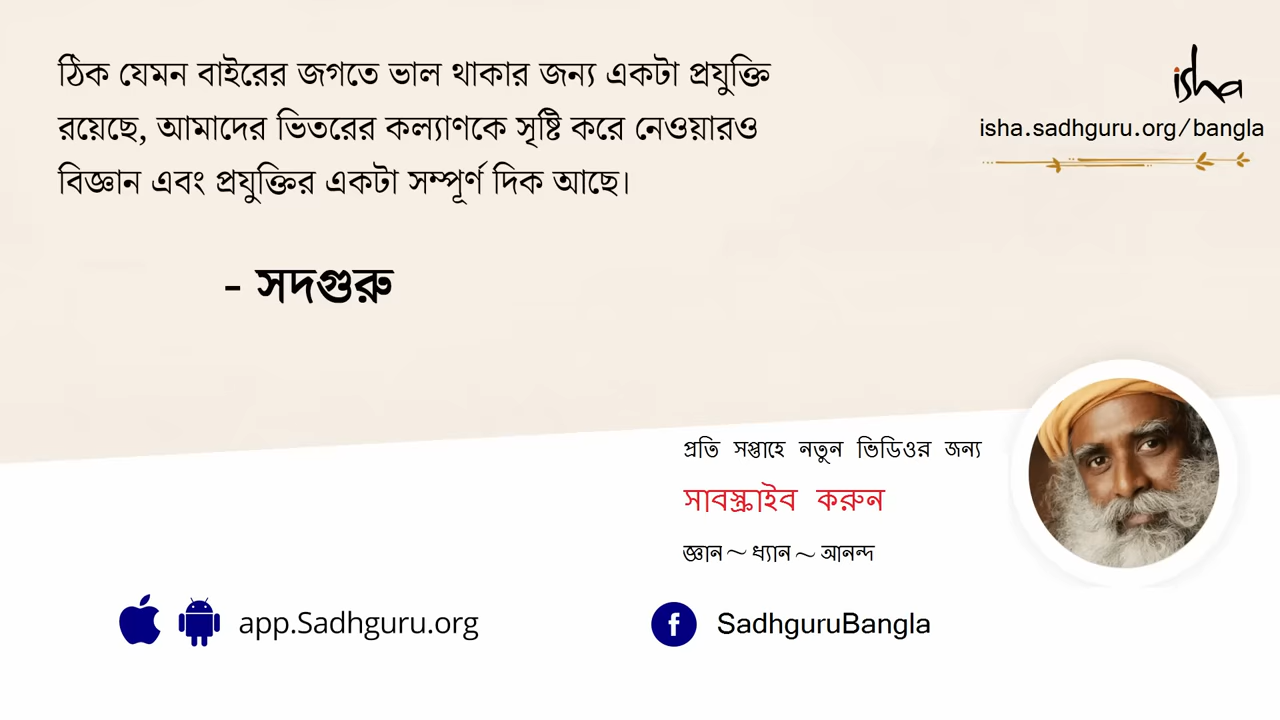 ঠিক যেমন বাইরের জগতে ভাল থাকার জন্য একটা প্রযুক্তি
রয়েছে, আমাদের ভিতরের কল্যাণকে সৃষ্টি করে নেওয়ারও
বিজ্ঞান এবং প্রযুক্তির একটা সম্পূর্ণ দিক আছে।
- সদগুরু
isha
isha.sadhguru.org/bangla
প্রতি সপ্তাহে নতুন ভিডিওর জন্য
সাবস্ক্রাইব করুন
জ্ঞান ~ ধ্যান ~ আনন্দ
app.Sadhguru.org
f SadhguruBangla